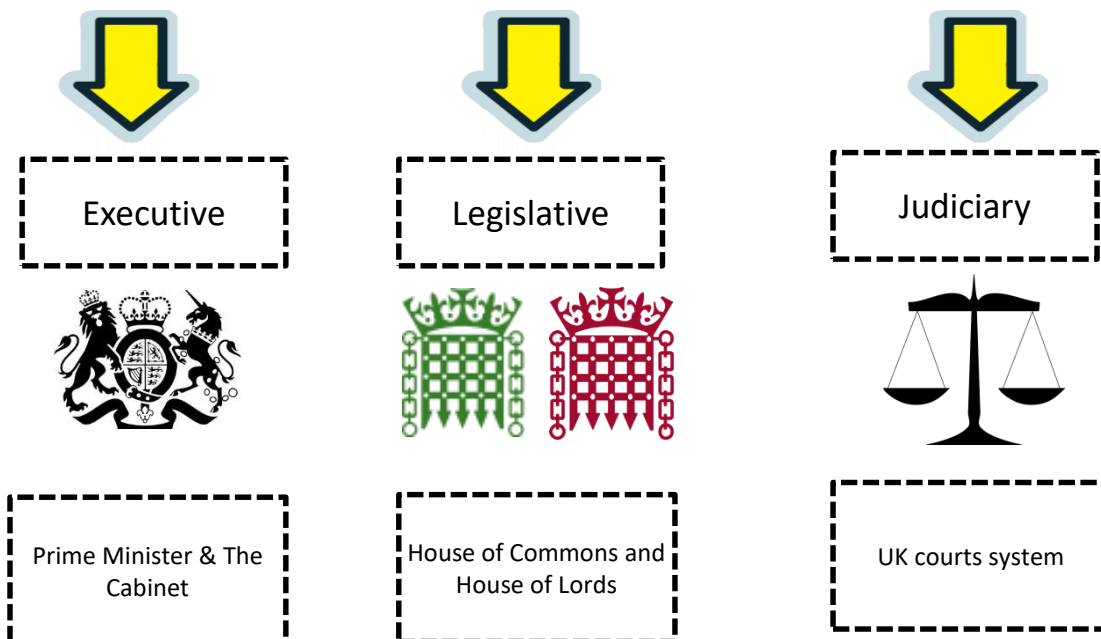 Executive
Legislative
Judiciary
Prime Minister & The
Cabinet
House of Commons and
House of Lords
UK courts system